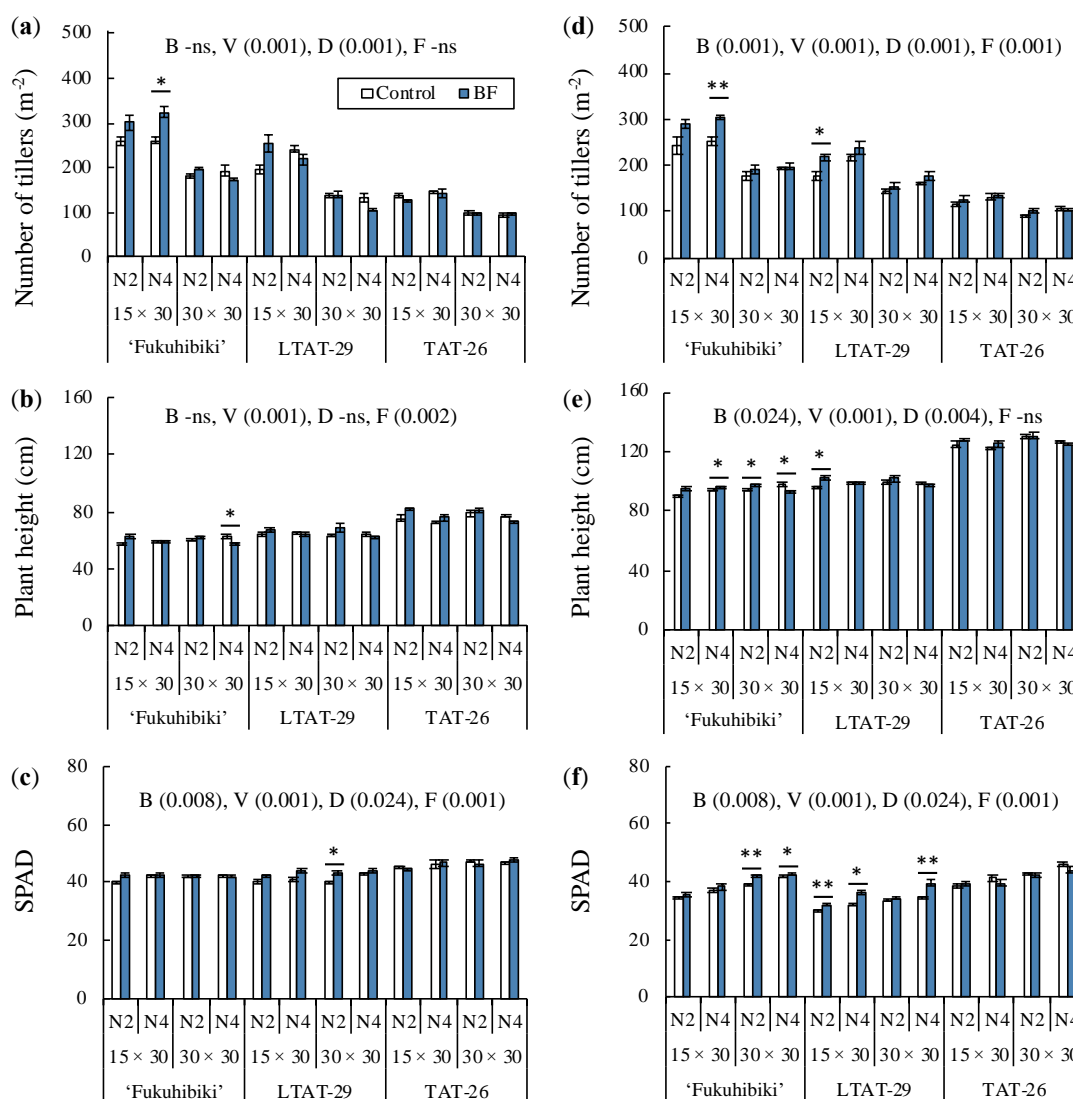 (a)
B -ns, V (0.001), D (0.001), F -ns
Number of tillers (m-2)
500
400
300
200
100
0
*
Control BF
N2 N4 N2 N4 N2 N4 N2 N4 N2 N4 N2 N4
15 × 30 30 × 30 15 × 30 30 × 30 15 × 30 30 × 30
‘Fukuhibiki’ LTAT-29 TAT-26
(d)
B (0.001), V (0.001), D (0.001), F (0.001)
Number of tillers (m-2)
500
400
300
200
100
0
** *
N2 N4 N2 N4 N2 N4 N2 N4 N2 N4 N2 N4
15 × 30 30 × 30 15 × 30 30 × 30 15 × 30 30 × 30
‘Fukuhibiki’ LTAT-29 TAT-26
(b)
B -ns, V (0.001), D -ns, F (0.002)
Plant height (cm)
160
120
80
40
0
*
N2 N4 N2 N4 N2 N4 N2 N4 N2 N4 N2 N4
15 × 30 30 × 30 15 × 30 30 × 30 15 × 30 30 × 30
‘Fukuhibiki’ LTAT-29 TAT-26
(e)
B (0.024), V (0.001), D (0.004), F -ns
Plant height (cm)
160
120
80
40
0
* * * *
N2 N4 N2 N4 N2 N4 N2 N4 N2 N4 N2 N4
15 × 30 30 × 30 15 × 30 30 × 30 15 × 30 30 × 30
‘Fukuhibiki’ LTAT-29 TAT-26
(c)
B (0.008), V (0.001), D (0.024), F (0.001)
SPAD
80
60
40
20
0
*
N2 N4 N2 N4 N2 N4 N2 N4 N2 N4 N2 N4
15 × 30 30 × 30 15 × 30 30 × 30 15 × 30 30 × 30
‘Fukuhibiki’ LTAT-29 TAT-26
(f)
B (0.008), V (0.001), D (0.024), F (0.001)
SPAD
80
60
40
20
0
** * ** * **
N2 N4 N2 N4 N2 N4 N2 N4 N2 N4 N2 N4
15 × 30 30 × 30 15 × 30 30 × 30 15 × 30 30 × 30
‘Fukuhibiki’ LTAT-29 TAT-26